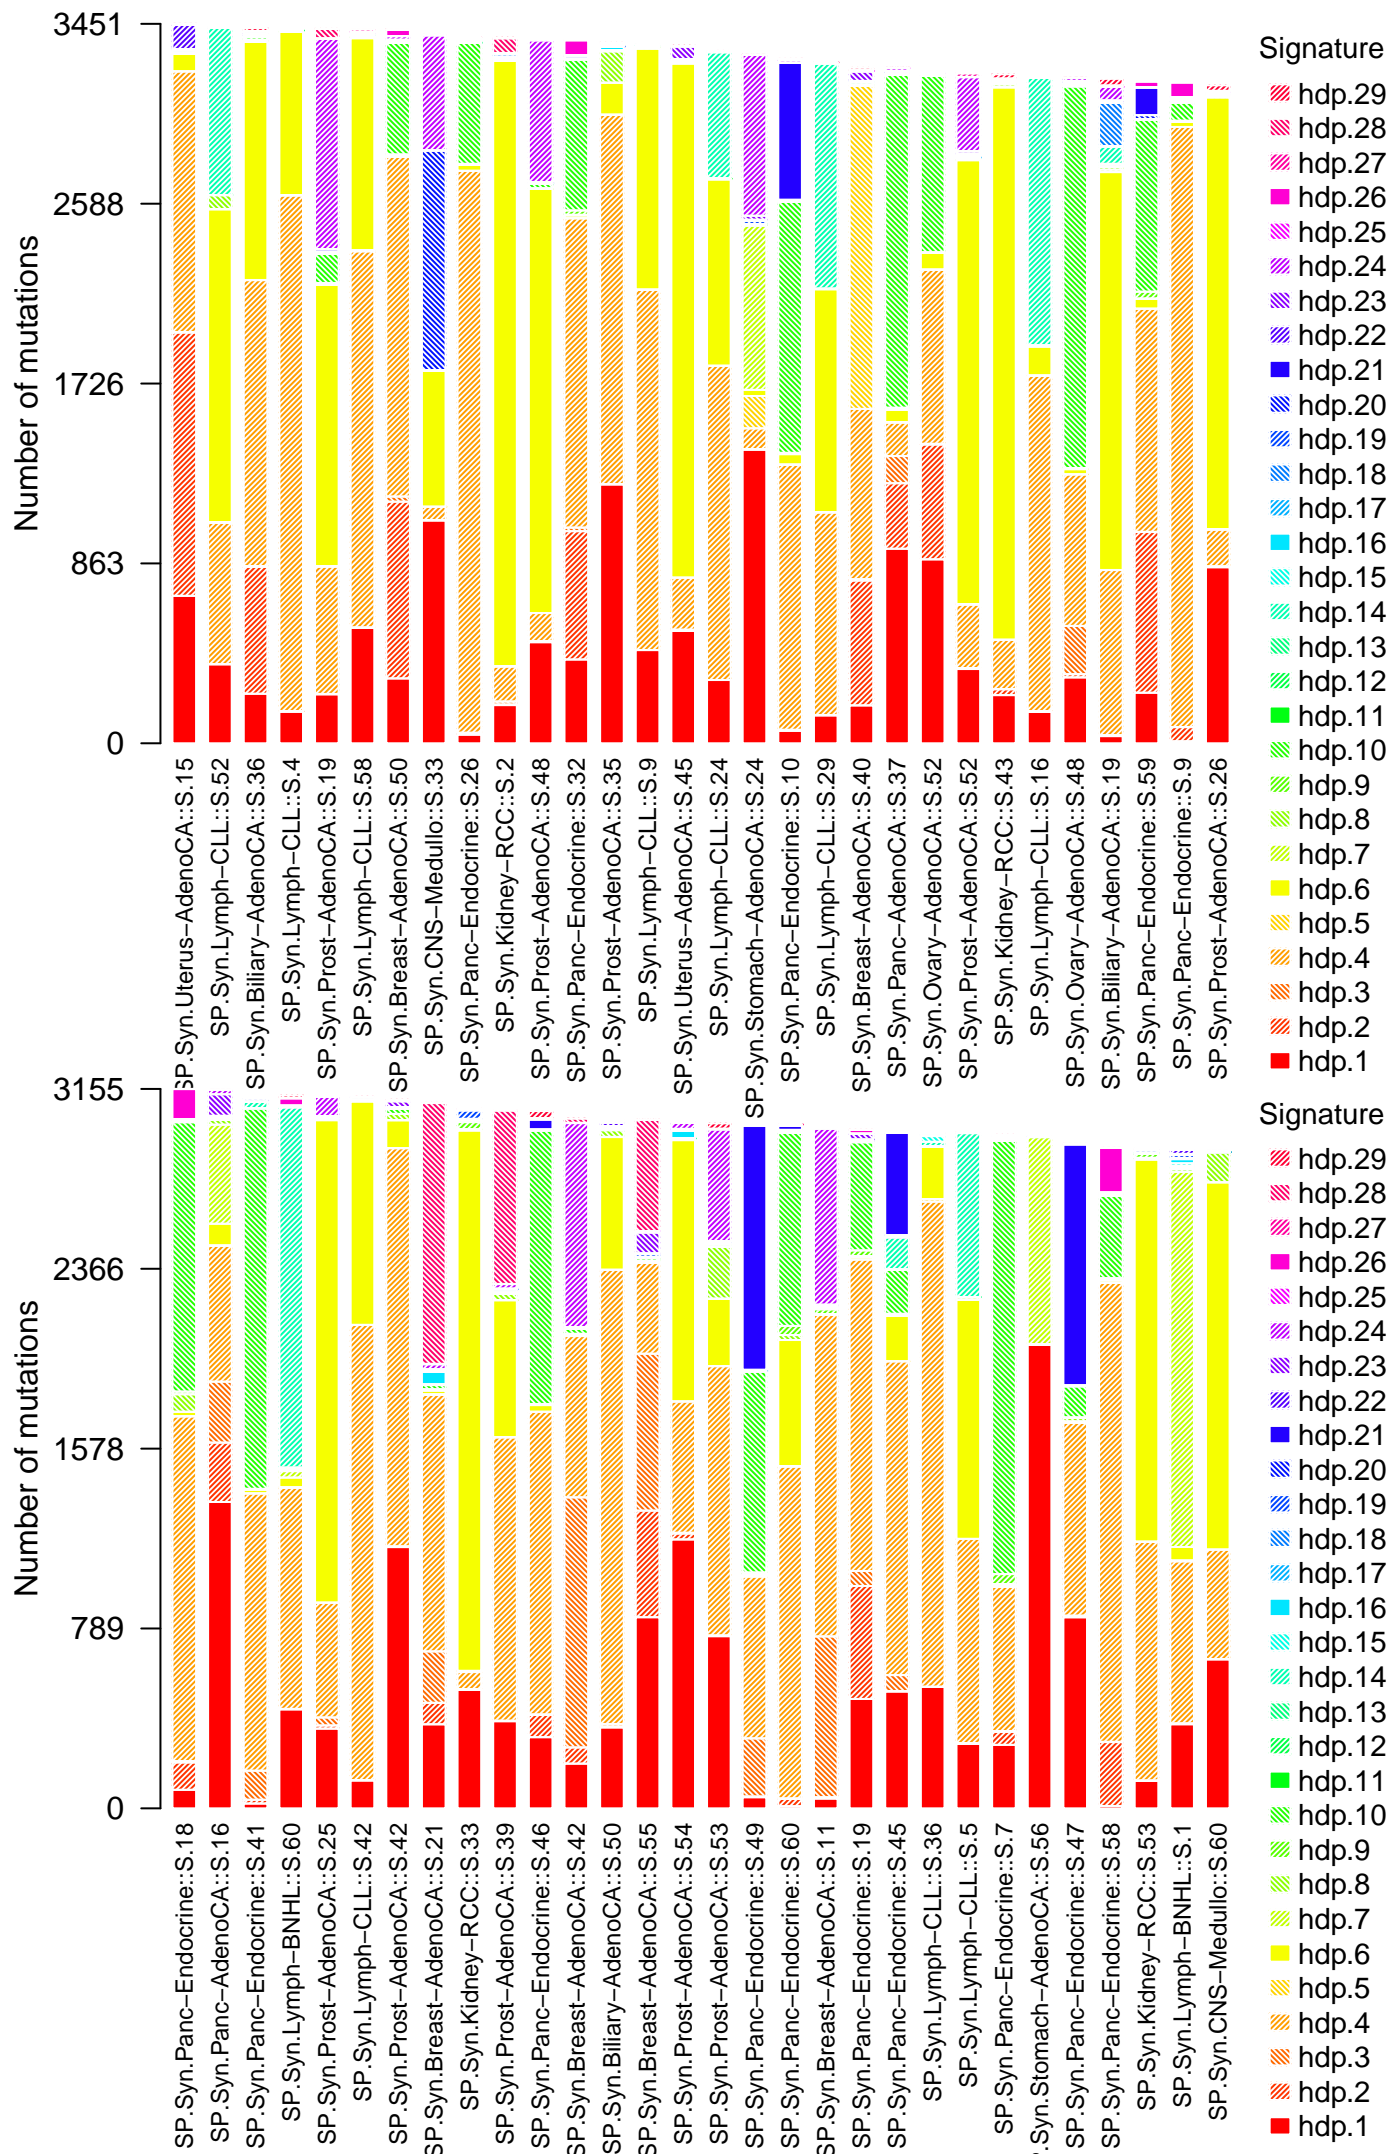 3451
2588
1726
863
0
Number of mutations
SP.Syn.Uterus−AdenoCA::S.15
SP.Syn.Lymph−CLL::S.52
SP.Syn.Biliary−AdenoCA::S.36
SP.Syn.Lymph−CLL::S.4
SP.Syn.Prost−AdenoCA::S.19
SP.Syn.Lymph−CLL::S.58
SP.Syn.Breast−AdenoCA::S.50
SP.Syn.CNS−Medullo::S.33
SP.Syn.Panc−Endocrine::S.26
SP.Syn.Kidney−RCC::S.2
SP.Syn.Prost−AdenoCA::S.48
SP.Syn.Panc−Endocrine::S.32
SP.Syn.Prost−AdenoCA::S.35
SP.Syn.Lymph−CLL::S.9
SP.Syn.Uterus−AdenoCA::S.45
SP.Syn.Lymph−CLL::S.24
SP.Syn.Stomach−AdenoCA::S.24
SP.Syn.Panc−Endocrine::S.10
SP.Syn.Lymph−CLL::S.29
SP.Syn.Breast−AdenoCA::S.40
SP.Syn.Panc−AdenoCA::S.37
SP.Syn.Ovary−AdenoCA::S.52
SP.Syn.Prost−AdenoCA::S.52
SP.Syn.Kidney−RCC::S.43
SP.Syn.Lymph−CLL::S.16
SP.Syn.Ovary−AdenoCA::S.48
SP.Syn.Biliary−AdenoCA::S.19
SP.Syn.Panc−Endocrine::S.59
SP.Syn.Panc−Endocrine::S.9
SP.Syn.Prost−AdenoCA::S.26
Signature
hdp.29
hdp.28
hdp.27
hdp.26
hdp.25
hdp.24
hdp.23
hdp.22
hdp.21
hdp.20
hdp.19
hdp.18
hdp.17
hdp.16
hdp.15
hdp.14
hdp.13
hdp.12
hdp.11
hdp.10
hdp.9
hdp.8
hdp.7
hdp.6
hdp.5
hdp.4
hdp.3
hdp.2
hdp.1
3155
2366
1578
789
0
Number of mutations
SP.Syn.Panc−Endocrine::S.18
SP.Syn.Panc−AdenoCA::S.16
SP.Syn.Panc−Endocrine::S.41
SP.Syn.Lymph−BNHL::S.60
SP.Syn.Prost−AdenoCA::S.25
SP.Syn.Lymph−CLL::S.42
SP.Syn.Prost−AdenoCA::S.42
SP.Syn.Breast−AdenoCA::S.21
SP.Syn.Kidney−RCC::S.33
SP.Syn.Prost−AdenoCA::S.39
SP.Syn.Panc−Endocrine::S.46
SP.Syn.Breast−AdenoCA::S.42
SP.Syn.Biliary−AdenoCA::S.50
SP.Syn.Breast−AdenoCA::S.55
SP.Syn.Prost−AdenoCA::S.54
SP.Syn.Prost−AdenoCA::S.53
SP.Syn.Panc−Endocrine::S.49
SP.Syn.Panc−Endocrine::S.60
SP.Syn.Breast−AdenoCA::S.11
SP.Syn.Panc−Endocrine::S.19
SP.Syn.Panc−Endocrine::S.45
SP.Syn.Lymph−CLL::S.36
SP.Syn.Lymph−CLL::S.5
SP.Syn.Panc−Endocrine::S.7
P.Syn.Stomach−AdenoCA::S.56
SP.Syn.Panc−Endocrine::S.47
SP.Syn.Panc−Endocrine::S.58
SP.Syn.Kidney−RCC::S.53
SP.Syn.Lymph−BNHL::S.1
SP.Syn.CNS−Medullo::S.60
Signature
hdp.29
hdp.28
hdp.27
hdp.26
hdp.25
hdp.24
hdp.23
hdp.22
hdp.21
hdp.20
hdp.19
hdp.18
hdp.17
hdp.16
hdp.15
hdp.14
hdp.13
hdp.12
hdp.11
hdp.10
hdp.9
hdp.8
hdp.7
hdp.6
hdp.5
hdp.4
hdp.3
hdp.2
hdp.1